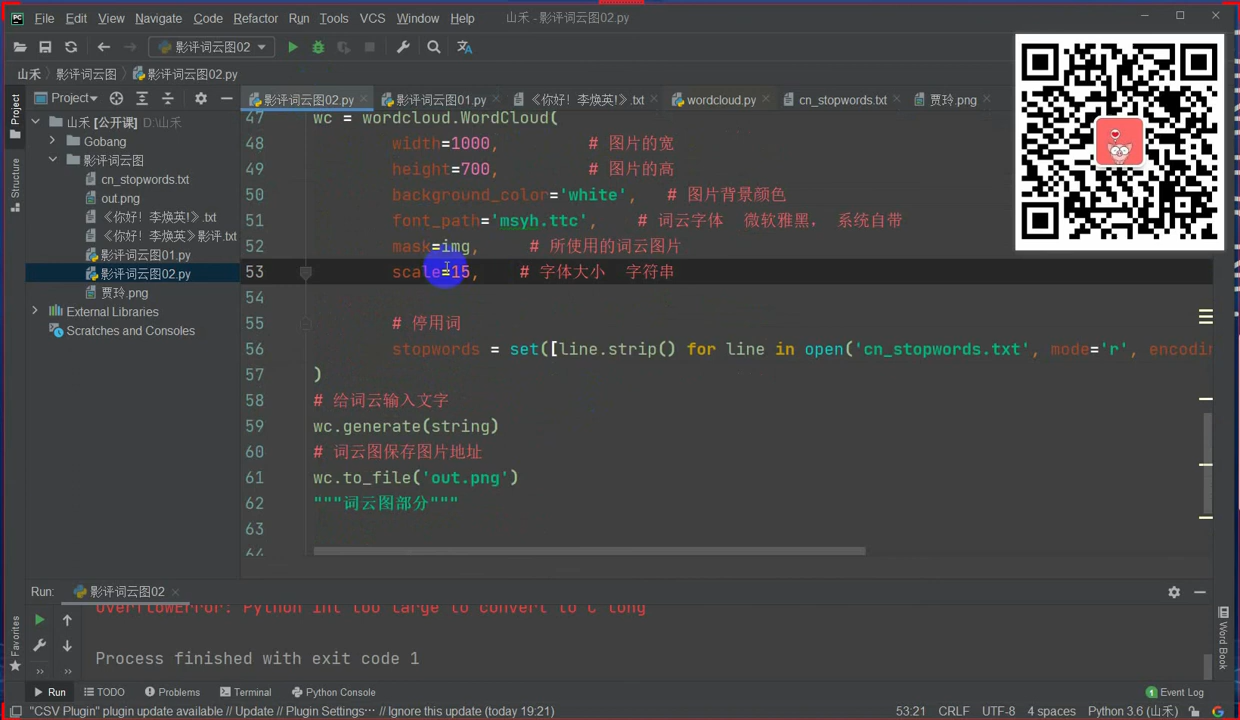 PC File Edit View Navigate Code Refactor Run Tools VCS Window Help 山禾 - 影评词云图02.py
影评词云图02
山禾 影评词云图 影评词云图02.py
Project
Project
影评词云图02.py 影评词云图01.py 《你好！李焕英!》.txt wordcloud.py cn_stopwords.txt 贾玲.png
山禾 [公开课] D:\山禾
Gobang
影评词云图
cn_stopwords.txt
out.png
《你好！李焕英!》.txt
《你好！李焕英》影评.txt
影评词云图01.py
影评词云图02.py
贾玲.png
External Libraries
Scratches and Consoles
Structure
47 wc = wordcloud.WordCloud(
48 width=1000, # 图片的宽
49 height=700, # 图片的高
50 background_color='white', # 图片背景颜色
51 font_path='msyh.ttc', # 词云字体 微软雅黑， 系统自带
52 mask=img, # 所使用的词云图片
53 scale=15, # 字体大小 字符串
54
55 # 停用词
56 stopwords = set([line.strip() for line in open('cn_stopwords.txt', mode='r', encodin
57 )
58 # 给词云输入文字
59 wc.generate(string)
60 # 词云图保存图片地址
61 wc.to_file('out.png')
62 """词云图部分"""
63
64
Run: 影评词云图02
OverflowError: Python int too large to convert to C long
Process finished with exit code 1
Favorites
Word Book
Run TODO Problems Terminal Python Console 1 Event Log
"CSV Plugin" plugin update available // Update // Plugin Settings… // Ignore this update (today 19:21) 53:21 CRLF UTF-8 4 spaces Python 3.6 (山禾)